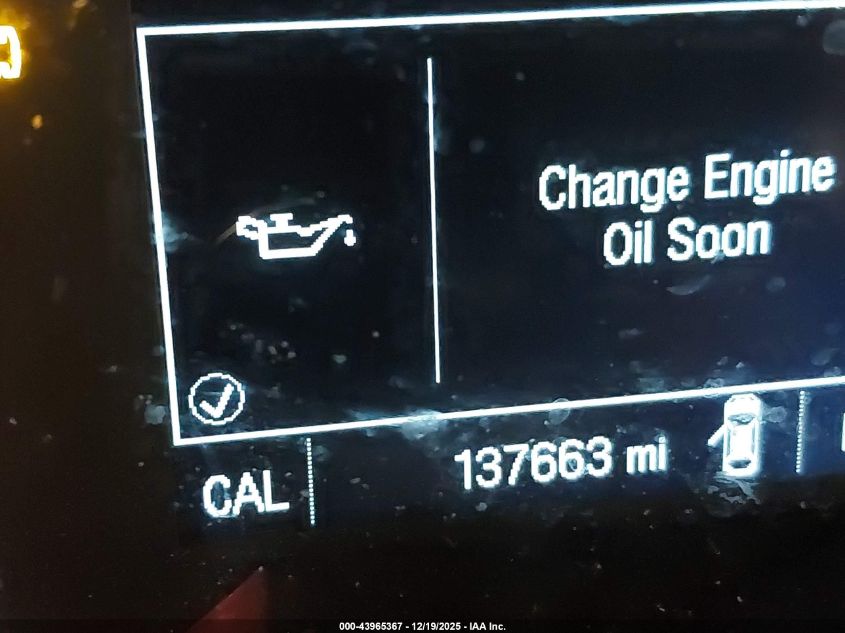 Change Engine
Oil Soon
CAL
137663 mi
000-43965367 - 12/19/2025 - IAA Inc.